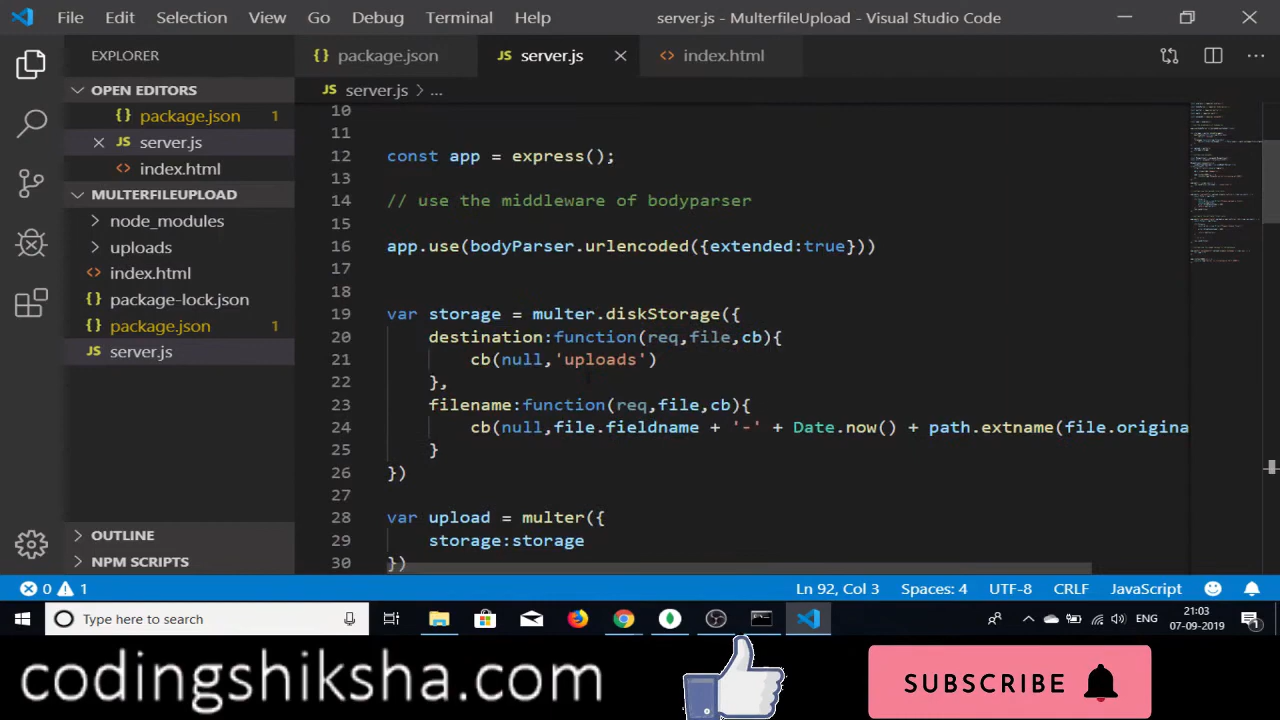 File Edit Selection View Go Debug Terminal Help server.js - MulterfileUpload - Visual Studio Code
EXPLORER
OPEN EDITORS
{} package.json 1
JS server.js
<> index.html
MULTERFILEUPLOAD
node_modules
uploads
<> index.html
{} package-lock.json
{} package.json 1
JS server.js
OUTLINE
NPM SCRIPTS
{} package.json JS server.js <> index.html
JS server.js > ...
10
11
12 const app = express();
13
14 // use the middleware of bodyparser
15
16 app.use(bodyParser.urlencoded({extended:true}))
17
18
19 var storage = multer.diskStorage({
20 destination:function(req,file,cb){
21 cb(null,'uploads')
22 },
23 filename:function(req,file,cb){
24 cb(null,file.fieldname + '-' + Date.now() + path.extname(file.origina
25 }
26 })
27
28 var upload = multer({
29 storage:storage
30 })
0 1 Ln 92, Col 3 Spaces: 4 UTF-8 CRLF JavaScript
Type here to search ENG 21:03
07-09-2019 1
codingshiksha.com SUBSCRIBE